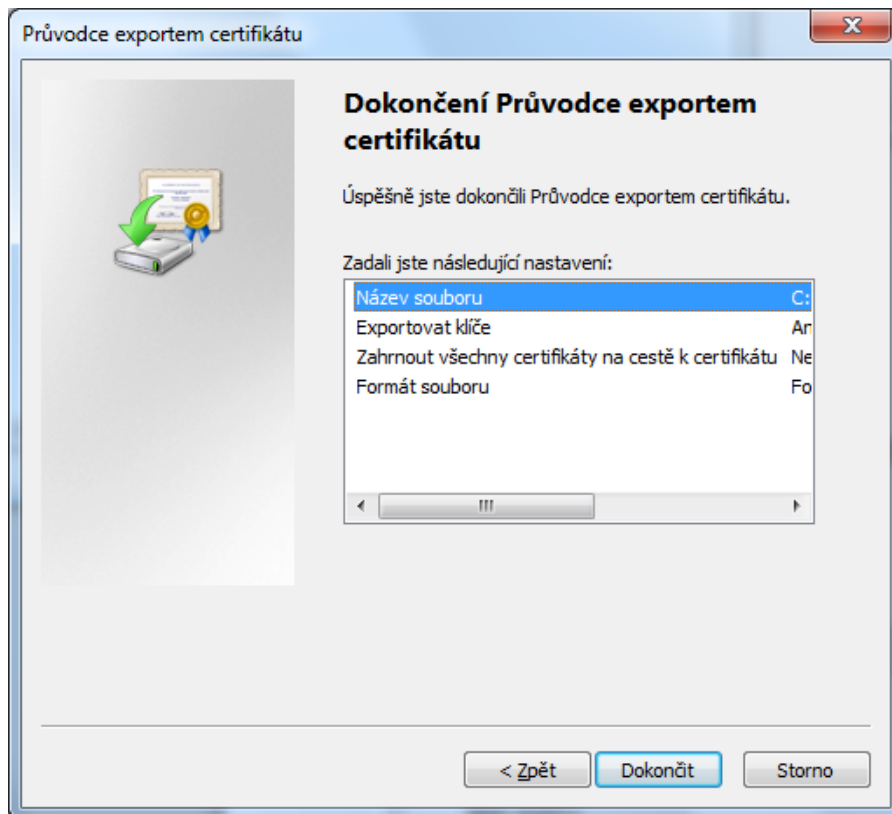 Průvodce exportem certifikátu
Dokončení Průvodce exportem
certifikátu
Úspěšně jste dokončili Průvodce exportem certifikátu.
Zadali jste následující nastavení:
Název souboru C:
Exportovat klíče An
Zahrnout všechny certifikáty na cestě k certifikátu Ne
Formát souboru Fo
< Zpět Dokončit Storno